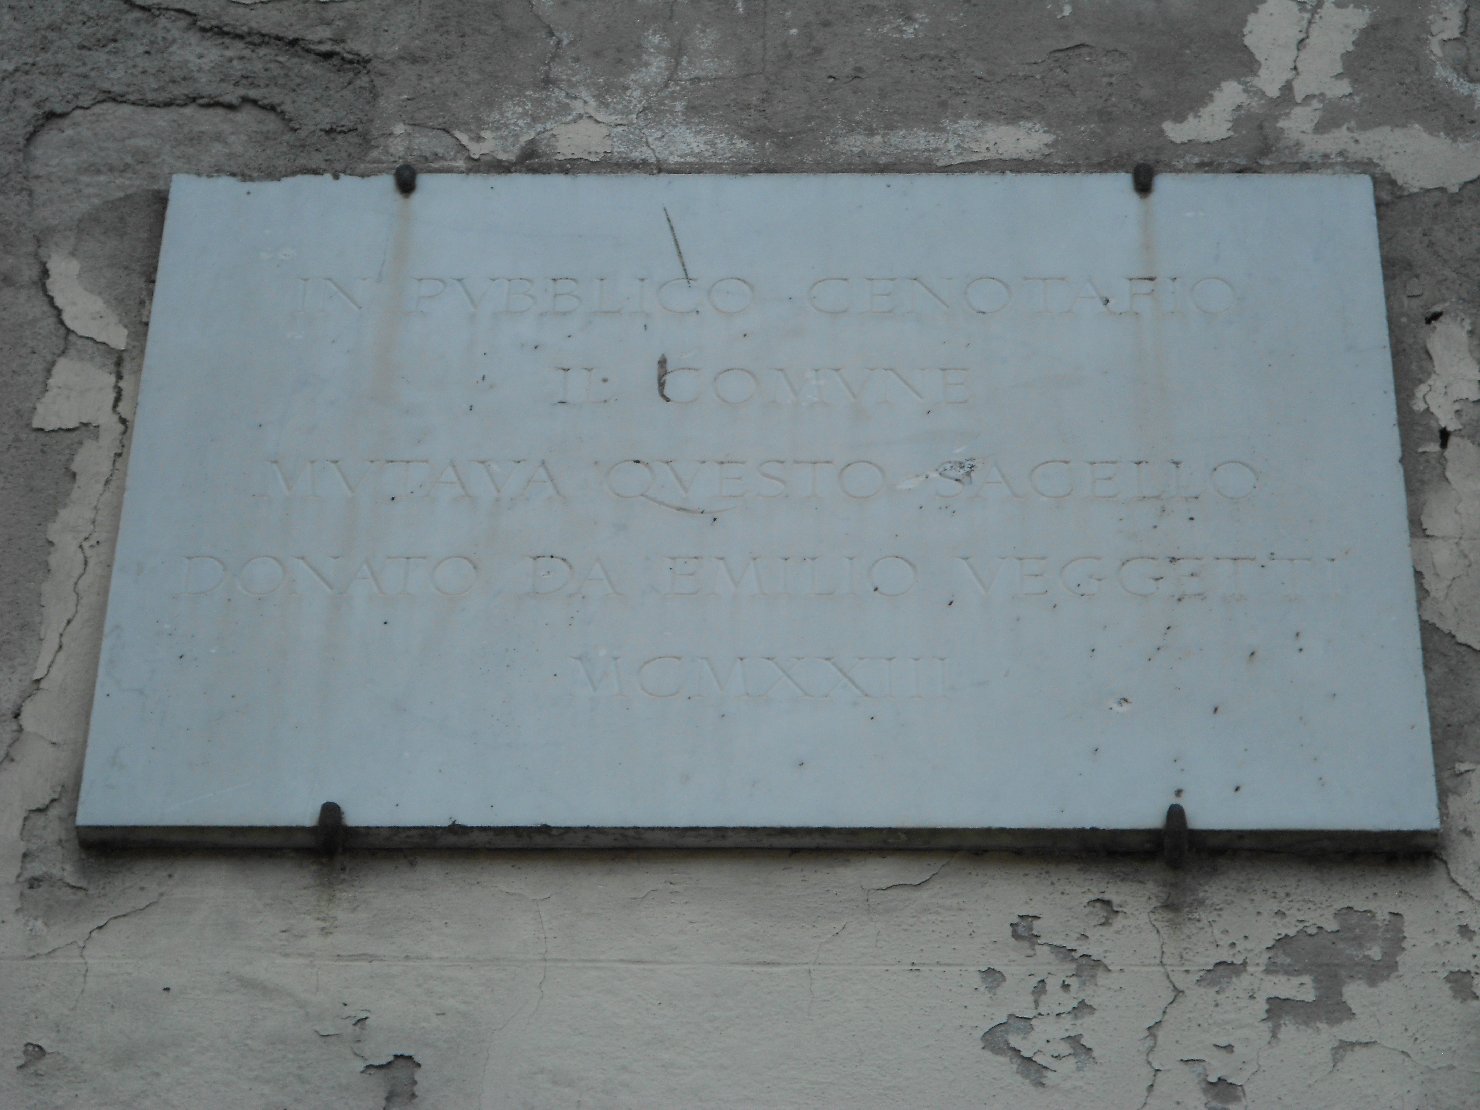 IN PVBBLICO CENOTAFIO
IL COMVNE
MVTAVA QVESTO SACELLO
DONATO DA EMILIO VEGGETTI
MCMXXIII